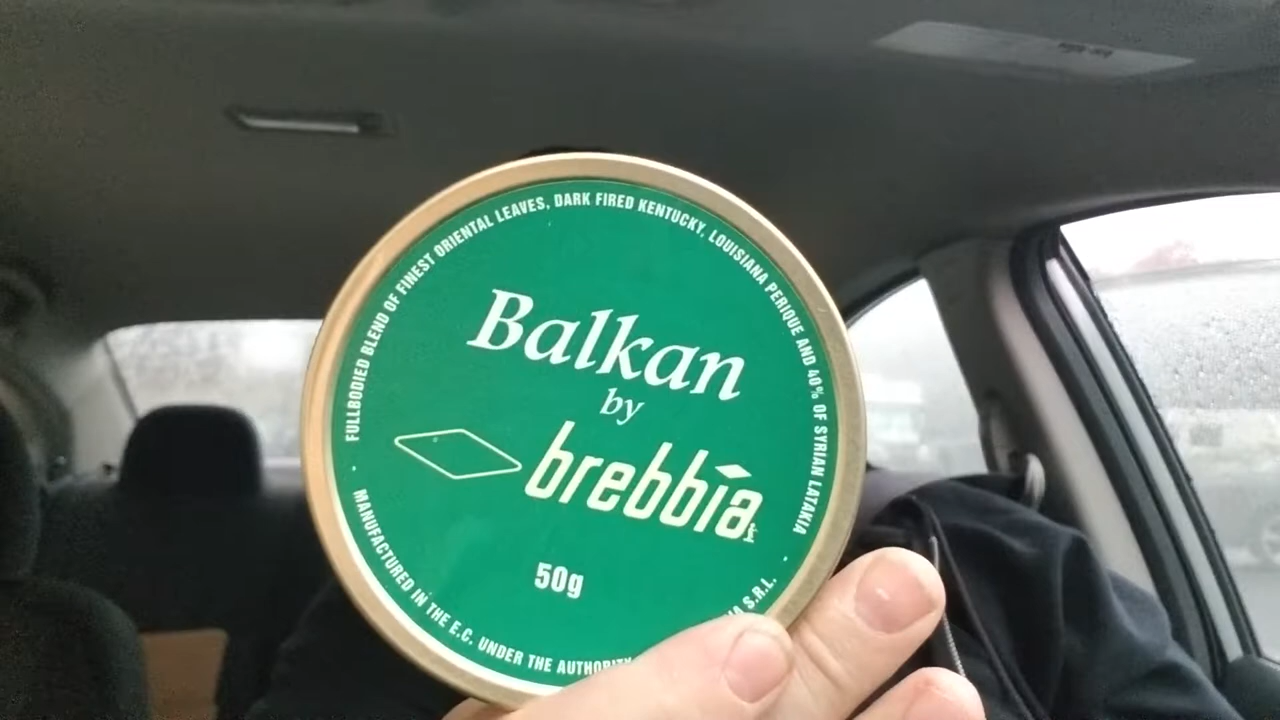 FULLBODIED BLEND OF FINEST ORIENTAL LEAVES, DARK FIRED KENTUCKY, LOUISIANA PERIQUE AND 40% OF SYRIAN LATAKIA
Balkan
by
brebbia
50g
MANUFACTURED IN THE E.C. UNDER THE AUTHORITY
S.R.L.